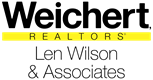 Weichert®
REALTORS®
Len Wilson
& Associates